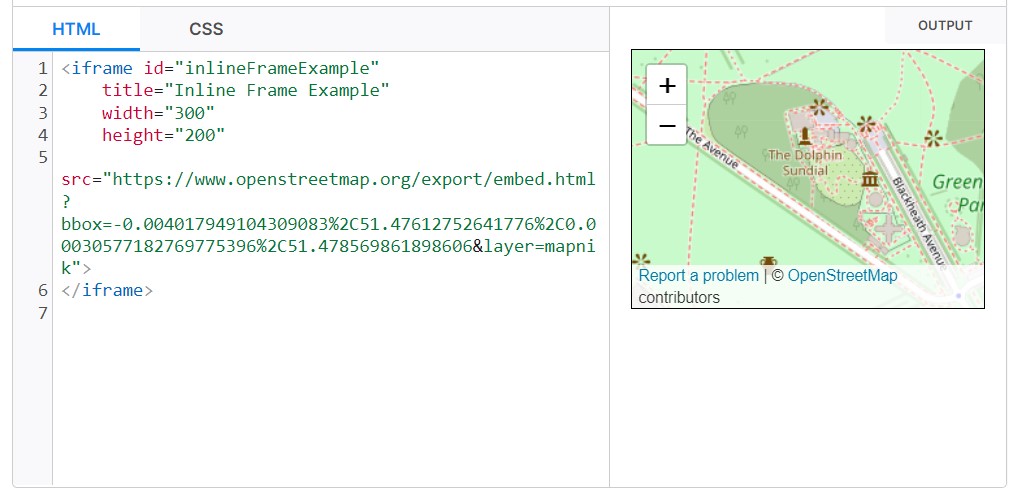 HTML
CSS
OUTPUT
1 <iframe id="inlineFrameExample"
2 title="Inline Frame Example"
3 width="300"
4 height="200"
5
src="https://www.openstreetmap.org/export/embed.html
?
bbox=-0.004017949104309083%2C51.47612752641776%2C0.0
0030577182769775396%2C51.478569861898606&layer=mapni
k">
6 </iframe>
7
+
−
The Avenue
The Dolphin
Sundial
Blackheath Avenue
Green
Par
Report a problem | © OpenStreetMap
contributors